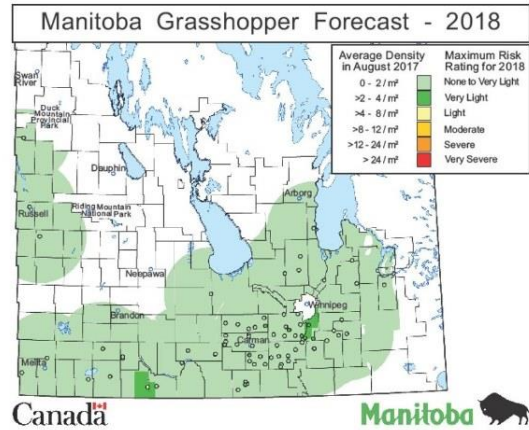 Manitoba Grasshopper Forecast - 2018
Average Density
in August 2017
Maximum Risk
Rating for 2018
0 - 2 / m²
None to Very Light
>2 - 4 / m²
Very Light
>4 - 8 / m²
Light
>8 - 12 / m²
Moderate
>12 - 24 / m²
Severe
> 24 / m²
Very Severe
Swan
River
Duck
Mountain
Provincial
Park
Dauphin
Arborg
Russell
Riding Mountain
National Park
Neepawa
Brandon
Winnipeg
Carman
Melita
Canada
Manitoba